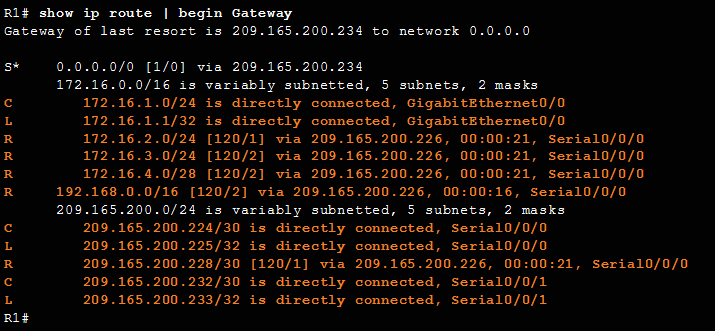 R1# show ip route | begin Gateway
Gateway of last resort is 209.165.200.234 to network 0.0.0.0
S* 0.0.0.0/0 [1/0] via 209.165.200.234
172.16.0.0/16 is variably subnetted, 5 subnets, 2 masks
C 172.16.1.0/24 is directly connected, GigabitEthernet0/0
L 172.16.1.1/32 is directly connected, GigabitEthernet0/0
R 172.16.2.0/24 [120/1] via 209.165.200.226, 00:00:21, Serial0/0/0
R 172.16.3.0/24 [120/2] via 209.165.200.226, 00:00:21, Serial0/0/0
R 172.16.4.0/28 [120/2] via 209.165.200.226, 00:00:21, Serial0/0/0
R 192.168.0.0/16 [120/2] via 209.165.200.226, 00:00:16, Serial0/0/0
209.165.200.0/24 is variably subnetted, 5 subnets, 2 masks
C 209.165.200.224/30 is directly connected, Serial0/0/0
L 209.165.200.225/32 is directly connected, Serial0/0/0
R 209.165.200.228/30 [120/1] via 209.165.200.226, 00:00:21, Serial0/0/0
C 209.165.200.232/30 is directly connected, Serial0/0/1
L 209.165.200.233/32 is directly connected, Serial0/0/1
R1#